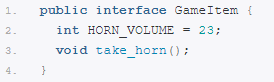 1. public interface GameItem {
2. int HORN_VOLUME = 23;
3. void take_horn();
4. }